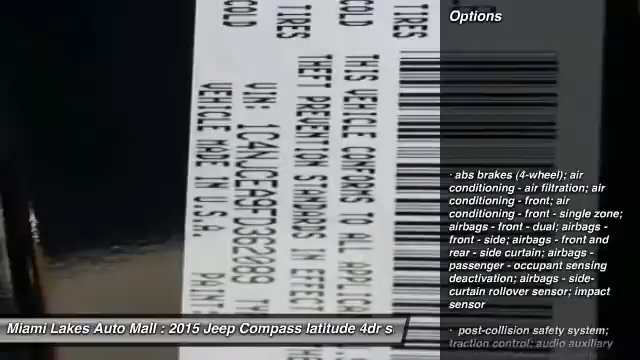 Options
COLD
TIRES
COLD
TIRES
THIS VEHICLE CONFORMS TO ALL
THEFT PREVENTION STANDARDS IN EFFECT
VIN: 1C4NJCEA9FD362089
VEHICLE MADE IN U.S.A.
· abs brakes (4-wheel); air
conditioning - air filtration; air
conditioning - front; air
conditioning - front - single zone;
airbags - front - dual; airbags -
front - side; airbags - front and
rear - side curtain; airbags -
passenger - occupant sensing
deactivation; airbags - side-
curtain rollover sensor; impact
sensor
· post-collision safety system;
traction control; audio auxiliary
Miami Lakes Auto Mall : 2015 Jeep Compass latitude 4dr s